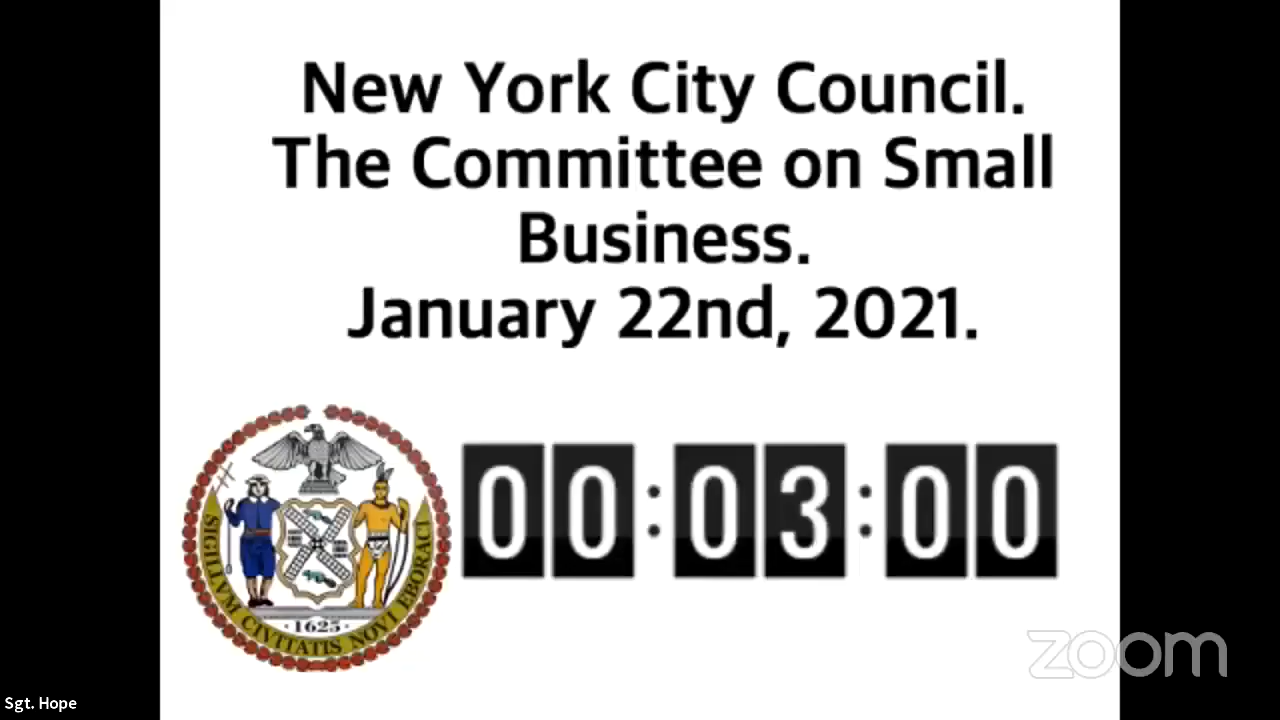 New York City Council.
The Committee on Small
Business.
January 22nd, 2021.
00:03:00
SIGILLVM CIVITATIS NOVI EBORACI
·1625·
zoom
Sgt. Hope